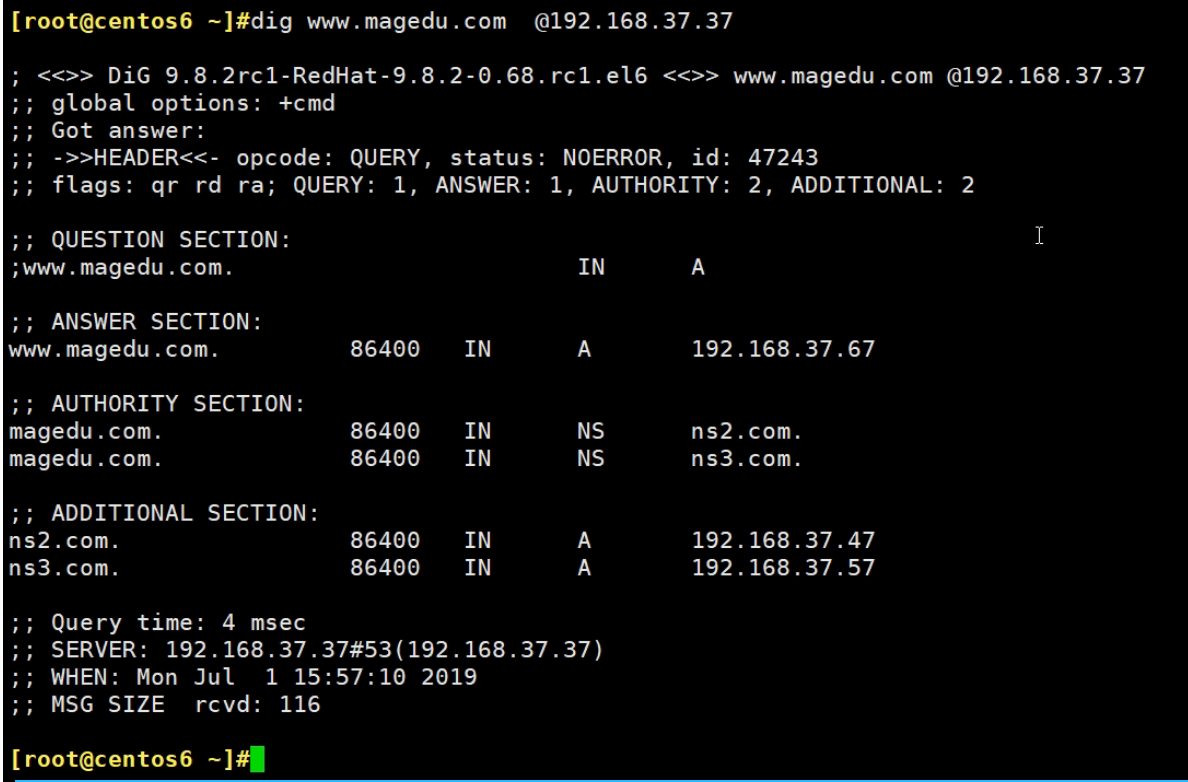 [root@centos6 ~]#dig www.magedu.com  @192.168.37.37
; <<>> DiG 9.8.2rc1-RedHat-9.8.2-0.68.rc1.el6 <<>> www.magedu.com @192.168.37.37
;; global options: +cmd
;; Got answer:
;; ->>HEADER<<- opcode: QUERY, status: NOERROR, id: 47243
;; flags: qr rd ra; QUERY: 1, ANSWER: 1, AUTHORITY: 2, ADDITIONAL: 2
;; QUESTION SECTION:
;www.magedu.com.			IN	A
;; ANSWER SECTION:
www.magedu.com.		86400	IN	A	192.168.37.67
;; AUTHORITY SECTION:
magedu.com.		86400	IN	NS	ns2.com.
magedu.com.		86400	IN	NS	ns3.com.
;; ADDITIONAL SECTION:
ns2.com.		86400	IN	A	192.168.37.47
ns3.com.		86400	IN	A	192.168.37.57
;; Query time: 4 msec
;; SERVER: 192.168.37.37#53(192.168.37.37)
;; WHEN: Mon Jul  1 15:57:10 2019
;; MSG SIZE  rcvd: 116
[root@centos6 ~]#